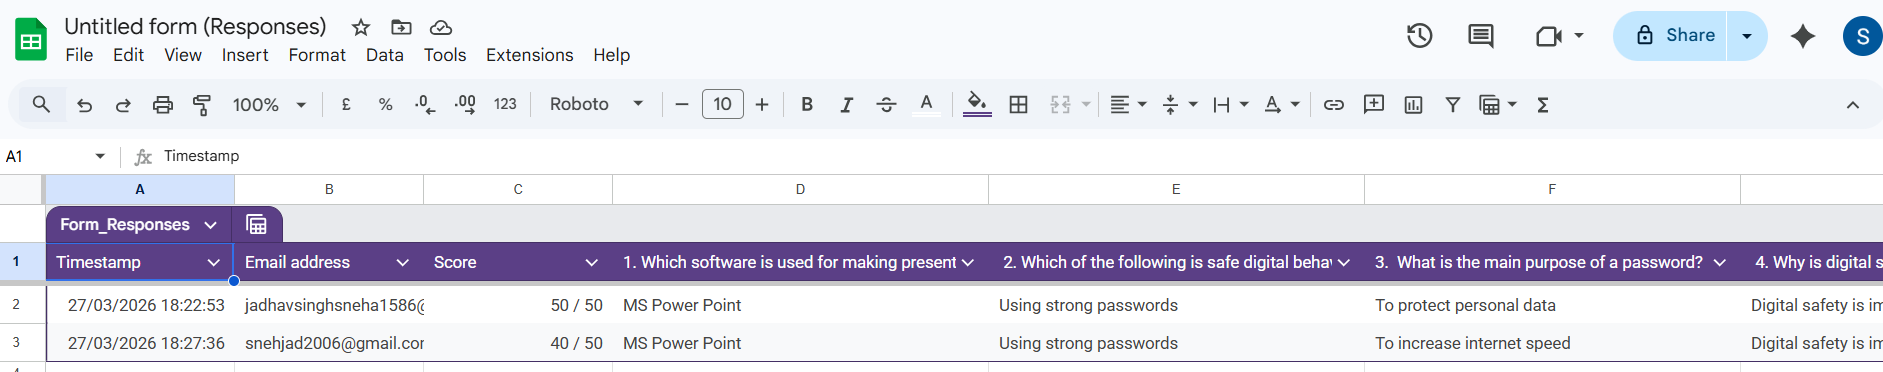 Untitled form (Responses)
File Edit View Insert Format Data Tools Extensions Help
Share
S
100% £ % .0 .00 123 Roboto 10 B I A
A1 fx Timestamp
A B C D E F
Form_Responses
1 Timestamp Email address Score 1. Which software is used for making present 2. Which of the following is safe digital beha 3. What is the main purpose of a password? 4. Why is digital s
2 27/03/2026 18:22:53 jadhavsinghsneha1586@ 50 / 50 MS Power Point Using strong passwords To protect personal data Digital safety is im
3 27/03/2026 18:27:36 snehjad2006@gmail.cor 40 / 50 MS Power Point Using strong passwords To increase internet speed Digital safety is im